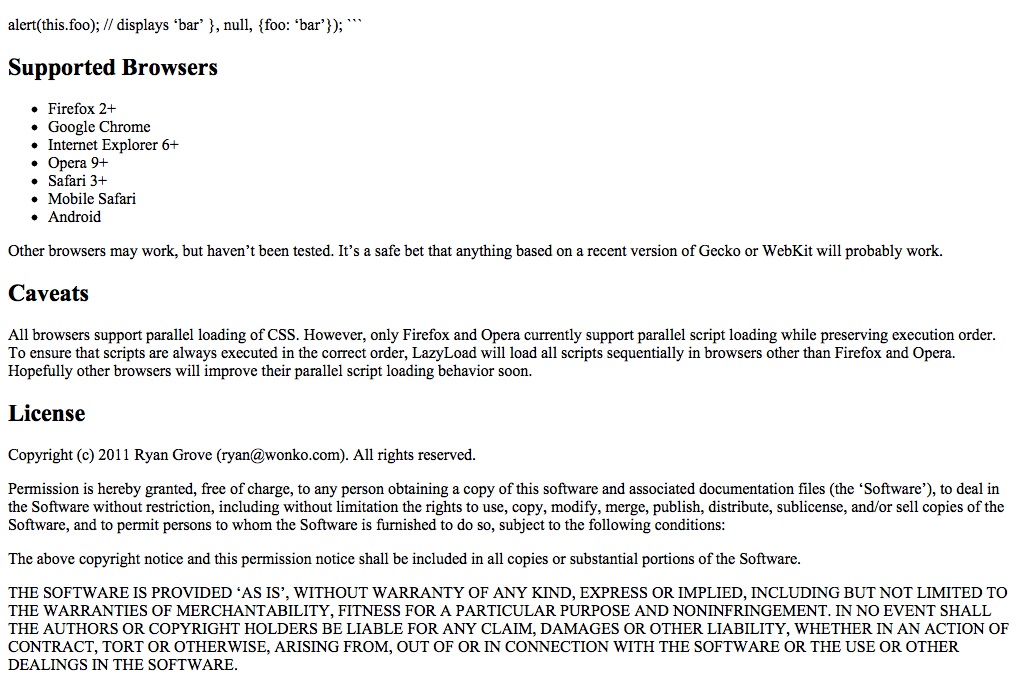 alert(this.foo); // displays ‘bar’ }, null, {foo: ‘bar’}); ```
Supported Browsers
• Firefox 2+
• Google Chrome
• Internet Explorer 6+
• Opera 9+
• Safari 3+
• Mobile Safari
• Android
Other browsers may work, but haven’t been tested. It’s a safe bet that anything based on a recent version of Gecko or WebKit will probably work.
Caveats
All browsers support parallel loading of CSS. However, only Firefox and Opera currently support parallel script loading while preserving execution order.
To ensure that scripts are always executed in the correct order, LazyLoad will load all scripts sequentially in browsers other than Firefox and Opera.
Hopefully other browsers will improve their parallel script loading behavior soon.
License
Copyright (c) 2011 Ryan Grove (ryan@wonko.com). All rights reserved.
Permission is hereby granted, free of charge, to any person obtaining a copy of this software and associated documentation files (the ‘Software’), to deal in
the Software without restriction, including without limitation the rights to use, copy, modify, merge, publish, distribute, sublicense, and/or sell copies of the
Software, and to permit persons to whom the Software is furnished to do so, subject to the following conditions:
The above copyright notice and this permission notice shall be included in all copies or substantial portions of the Software.
THE SOFTWARE IS PROVIDED ‘AS IS’, WITHOUT WARRANTY OF ANY KIND, EXPRESS OR IMPLIED, INCLUDING BUT NOT LIMITED TO
THE WARRANTIES OF MERCHANTABILITY, FITNESS FOR A PARTICULAR PURPOSE AND NONINFRINGEMENT. IN NO EVENT SHALL
THE AUTHORS OR COPYRIGHT HOLDERS BE LIABLE FOR ANY CLAIM, DAMAGES OR OTHER LIABILITY, WHETHER IN AN ACTION OF
CONTRACT, TORT OR OTHERWISE, ARISING FROM, OUT OF OR IN CONNECTION WITH THE SOFTWARE OR THE USE OR OTHER
DEALINGS IN THE SOFTWARE.